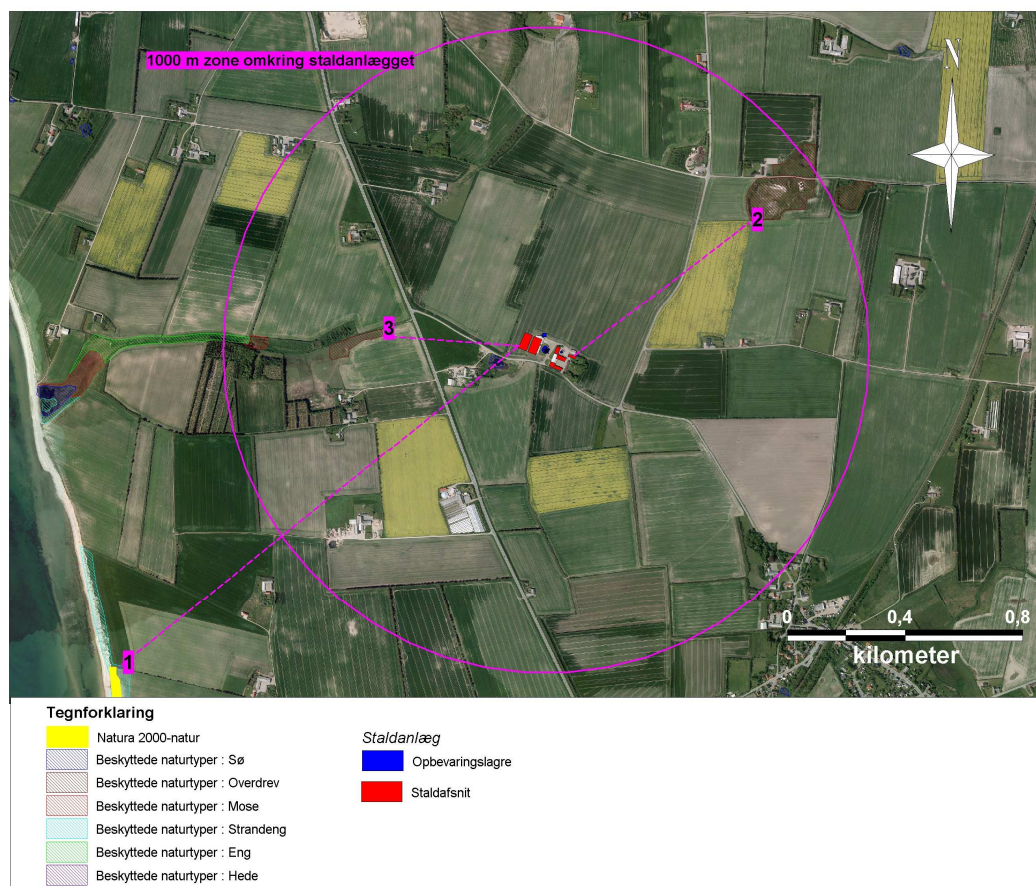 1000 m zone omkring staldanlægget
N
2
3
1
0 0,4 0,8
kilometer
Tegnforklaring
Natura 2000-natur
Beskyttede naturtyper : Sø
Beskyttede naturtyper : Overdrev
Beskyttede naturtyper : Mose
Beskyttede naturtyper : Strandeng
Beskyttede naturtyper : Eng
Beskyttede naturtyper : Hede
Staldanlæg
Opbevaringslagre
Staldafsnit